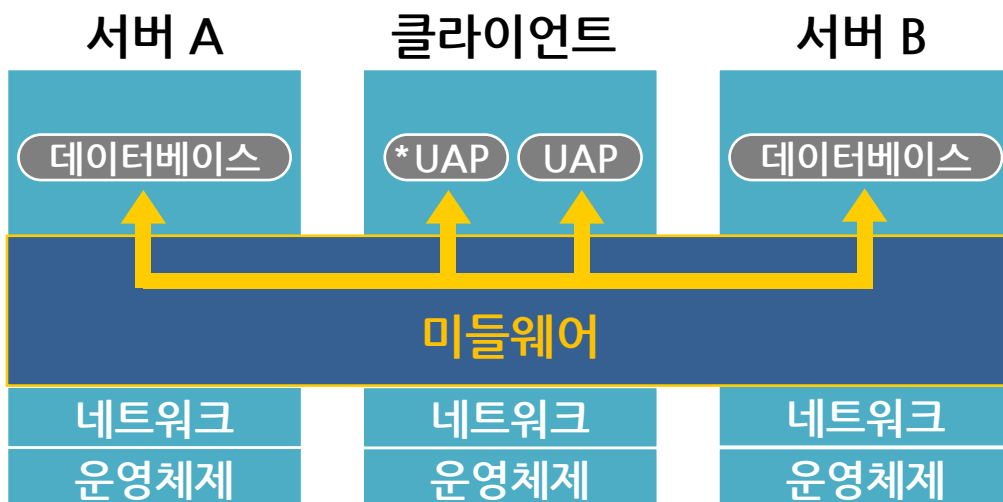 서버 A 클라이언트 서버 B
데이터베이스 *UAP UAP 데이터베이스
미들웨어
네트워크 네트워크 네트워크
운영체제 운영체제 운영체제